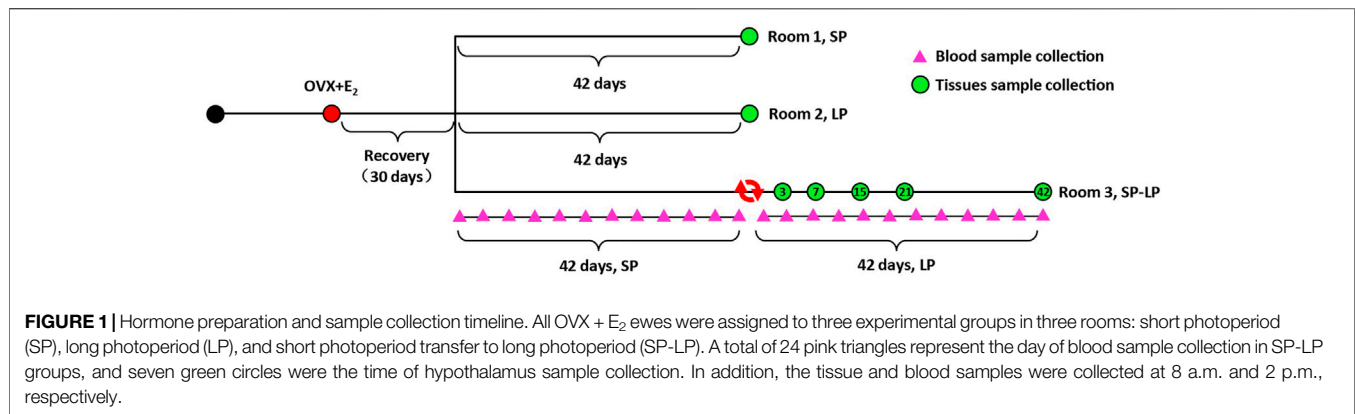 Room 1, SP
Blood sample collection
42 days
Tissues sample collection
OVX+E₂
Room 2, LP
Recovery
(30 days)
42 days
3 7 15 21 42 Room 3, SP-LP
42 days, SP
42 days, LP
FIGURE 1 | Hormone preparation and sample collection timeline. All OVX + E₂ ewes were assigned to three experimental groups in three rooms: short photoperiod
(SP), long photoperiod (LP), and short photoperiod transfer to long photoperiod (SP-LP). A total of 24 pink triangles represent the day of blood sample collection in SP-LP
groups, and seven green circles were the time of hypothalamus sample collection. In addition, the tissue and blood samples were collected at 8 a.m. and 2 p.m.,
respectively.